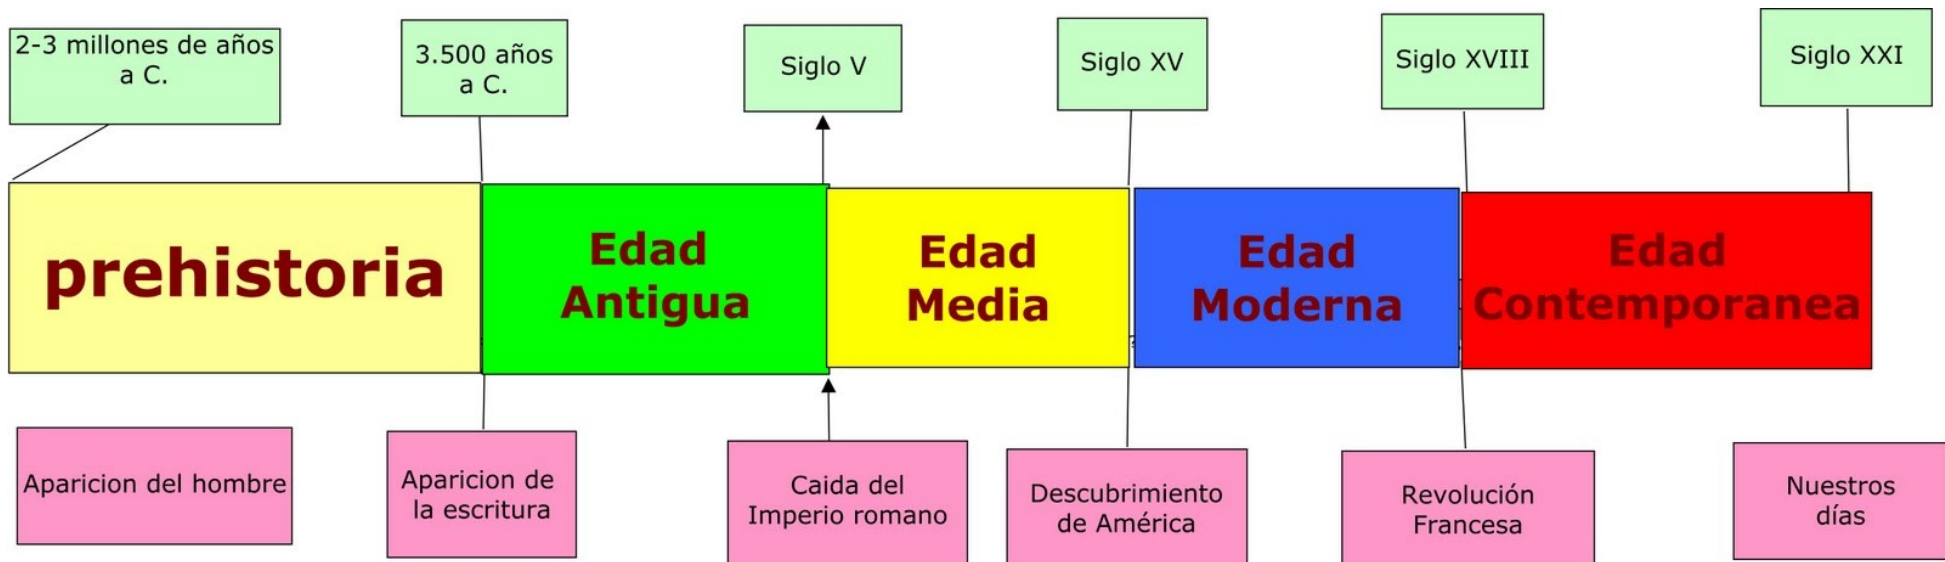 2-3 millones de años
a C.
3.500 años
a C.
Siglo V
Siglo XV
Siglo XVIII
Siglo XXI
prehistoria
Edad
Antigua
Edad
Media
Edad
Moderna
Edad
Contemporanea
Aparicion del hombre
Aparicion de
la escritura
Caida del
Imperio romano
Descubrimiento
de América
Revolución
Francesa
Nuestros
días